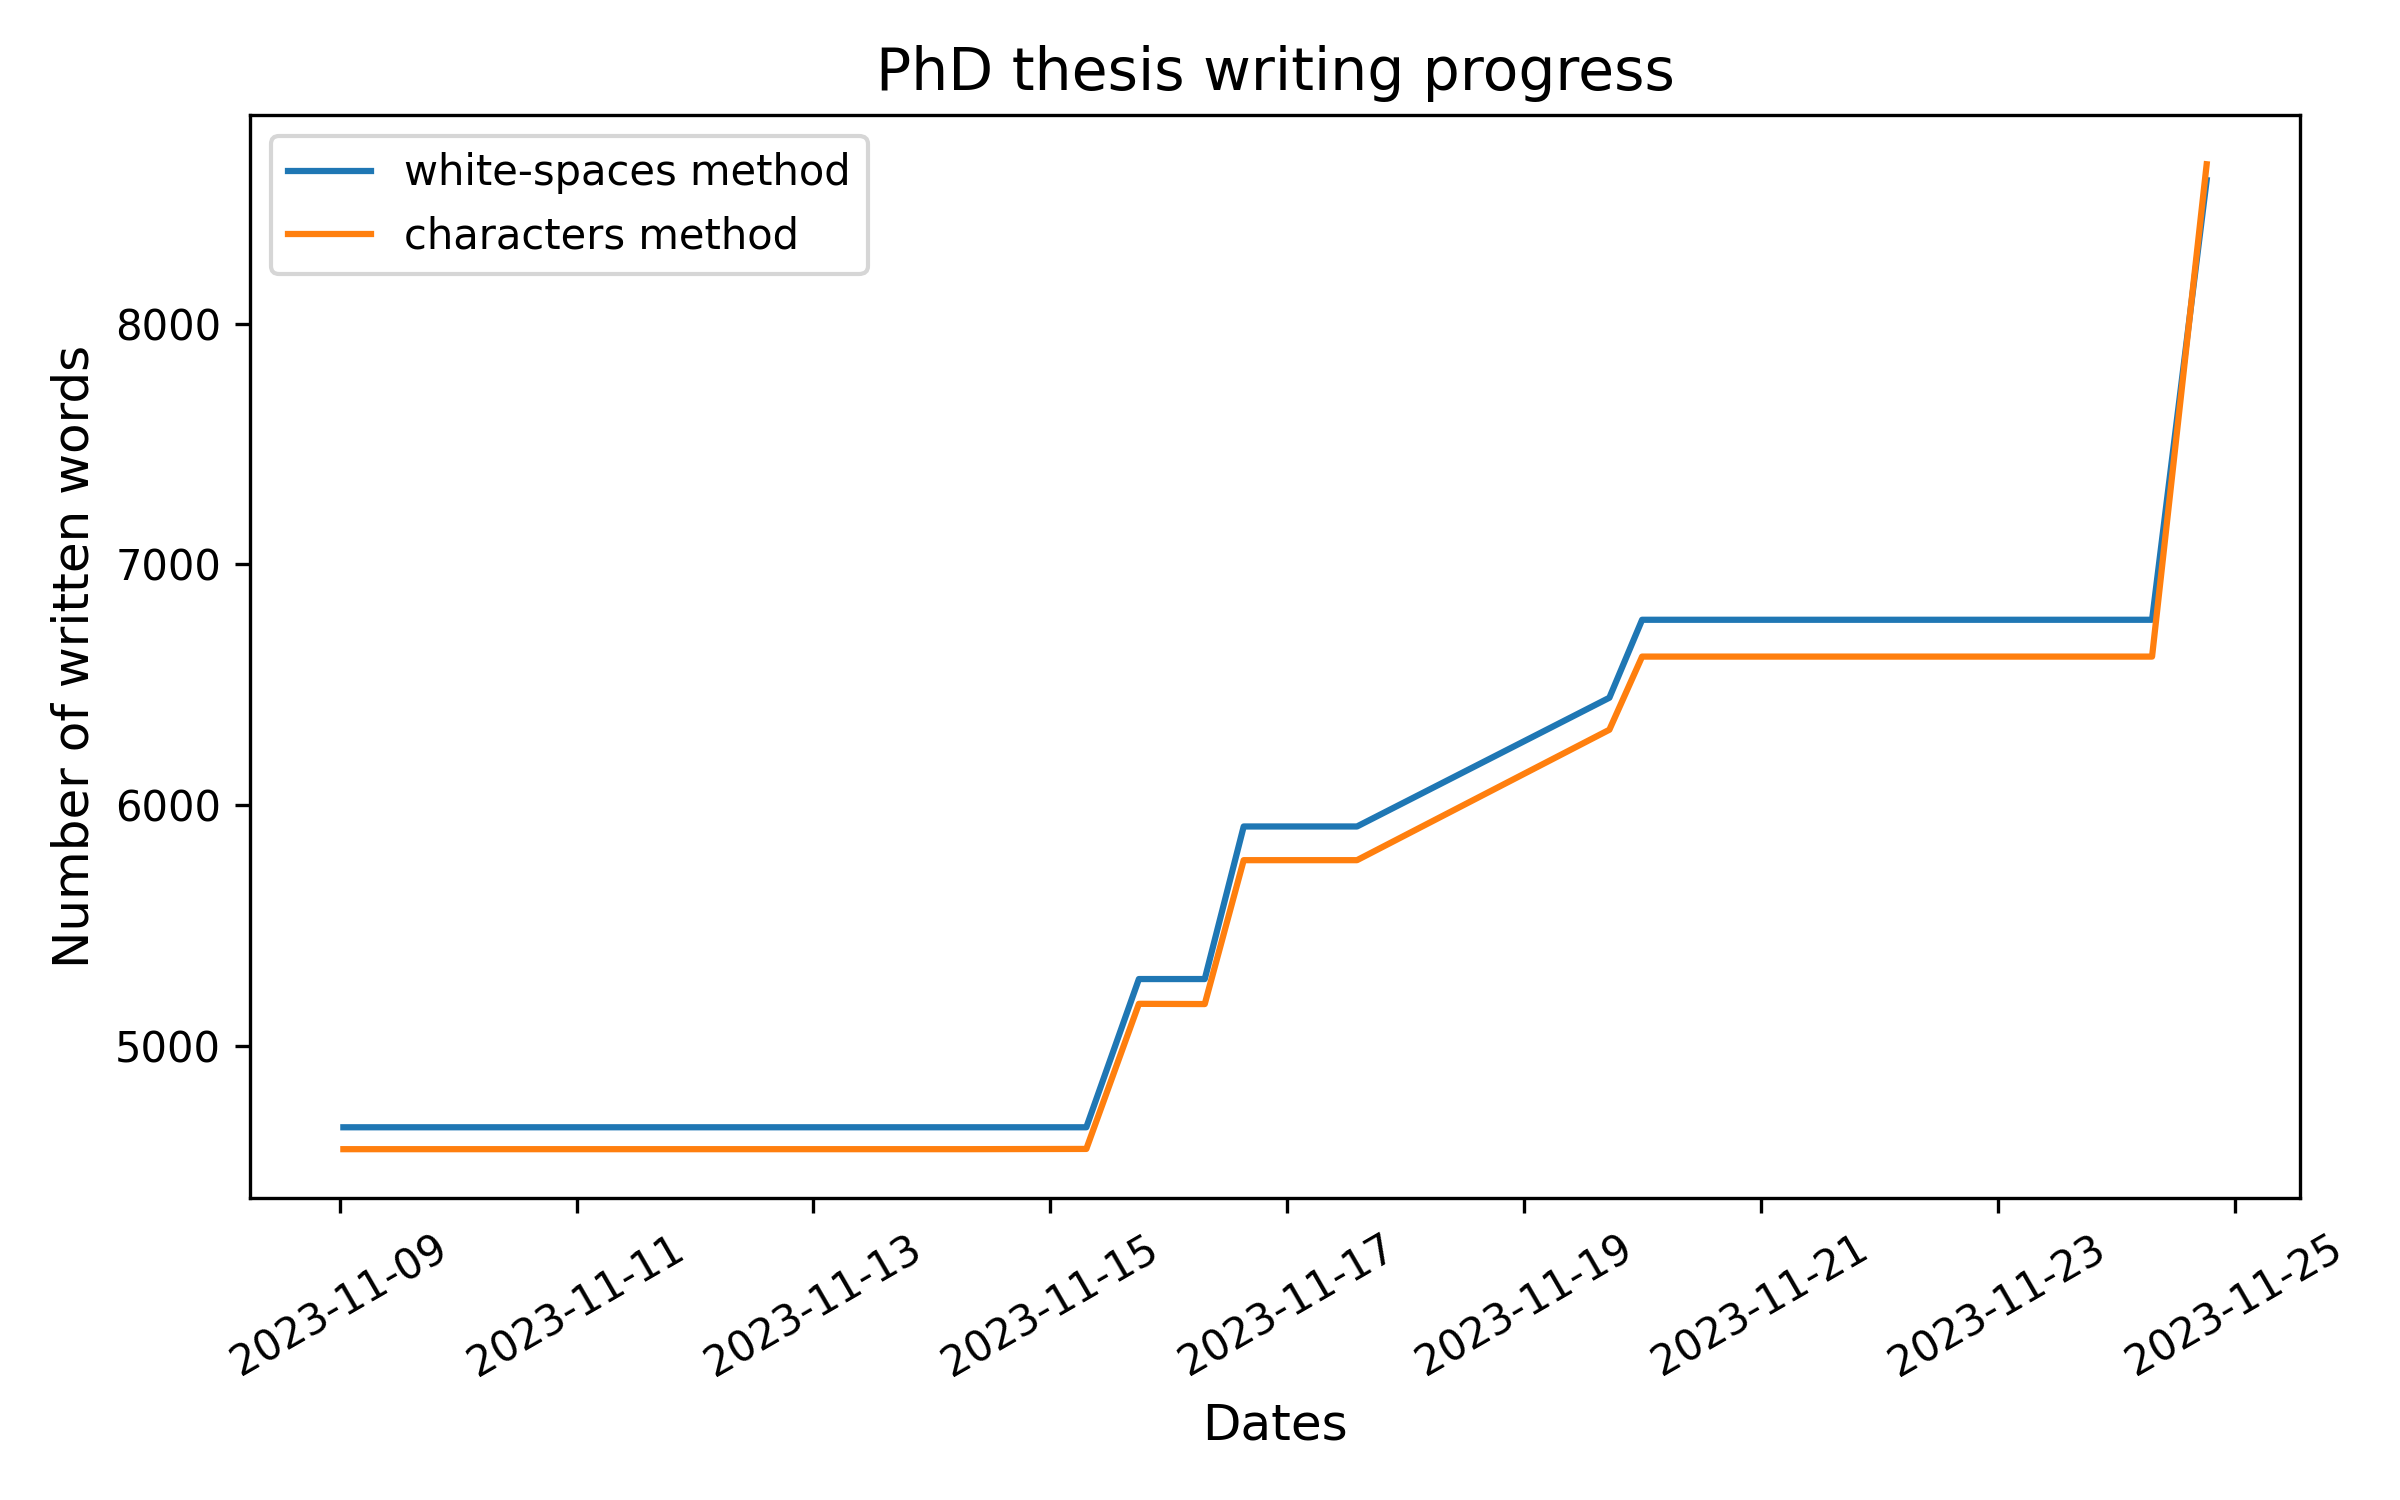 PhD thesis writing progress
white-spaces method
characters method
Number of written words
8000
7000
6000
5000
2023-11-09
2023-11-11
2023-11-13
2023-11-15
2023-11-17
2023-11-19
2023-11-21
2023-11-23
2023-11-25
Dates